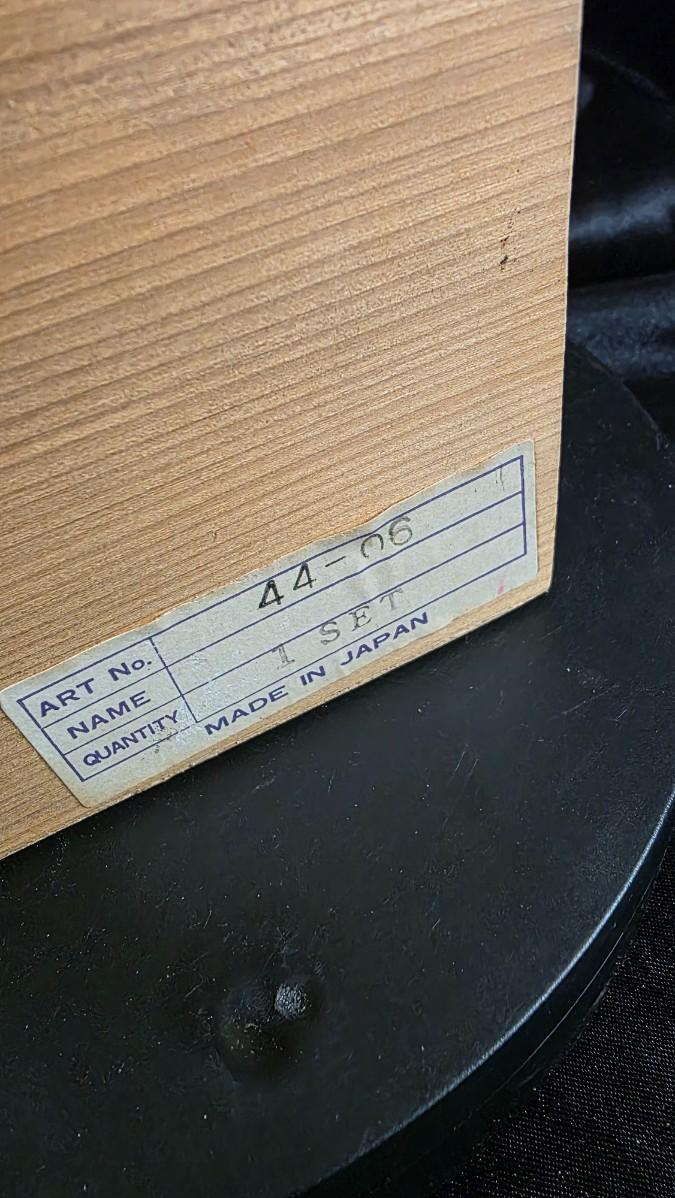 ART No. 44-06
NAME
QUANTITY 1 SET
MADE IN JAPAN